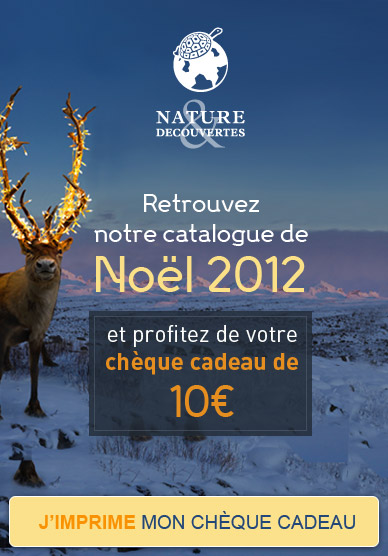 NATURE
&
DECOUVERTES
Retrouvez
notre catalogue de
Noël 2012
et profitez de votre
chèque cadeau de
10€
J'IMPRIME MON CHÈQUE CADEAU